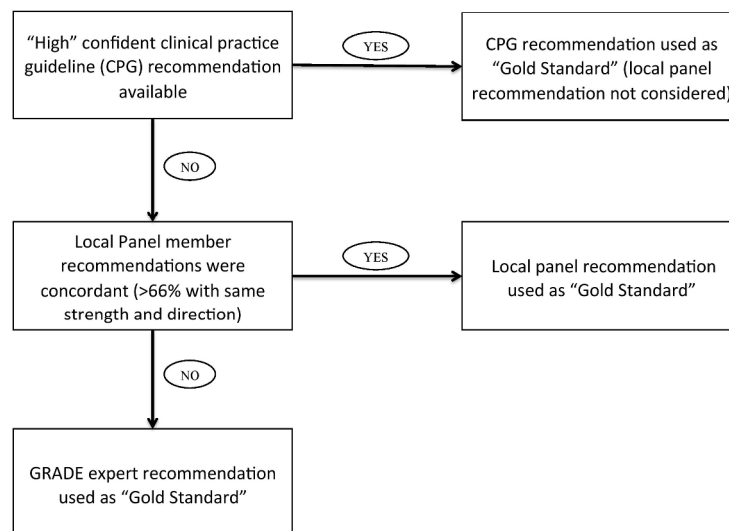 “High” confident clinical practice
guideline (CPG) recommendation
available
YES
CPG recommendation used as
“Gold Standard” (local panel
recommendation not considered)
NO
Local Panel member
recommendations were
concordant (>66% with same
strength and direction)
YES
Local panel recommendation
used as “Gold Standard”
NO
GRADE expert recommendation
used as “Gold Standard”